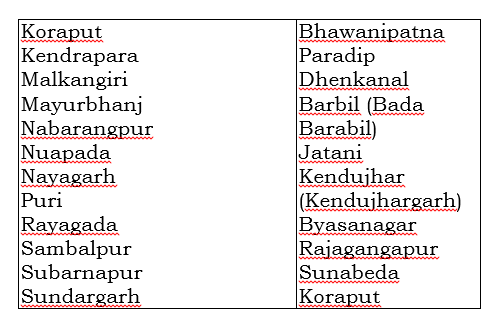 Koraput
Kendrapara
Malkangiri
Mayurbhanj
Nabarangpur
Nuapada
Nayagarh
Puri
Rayagada
Sambalpur
Subarnapur
Sundargarh
Bhawanipatna
Paradip
Dhenkanal
Barbil (Bada
Barabil)
Jatani
Kendujhar
(Kendujhargarh)
Byasanagar
Rajagangapur
Sunabeda
Koraput